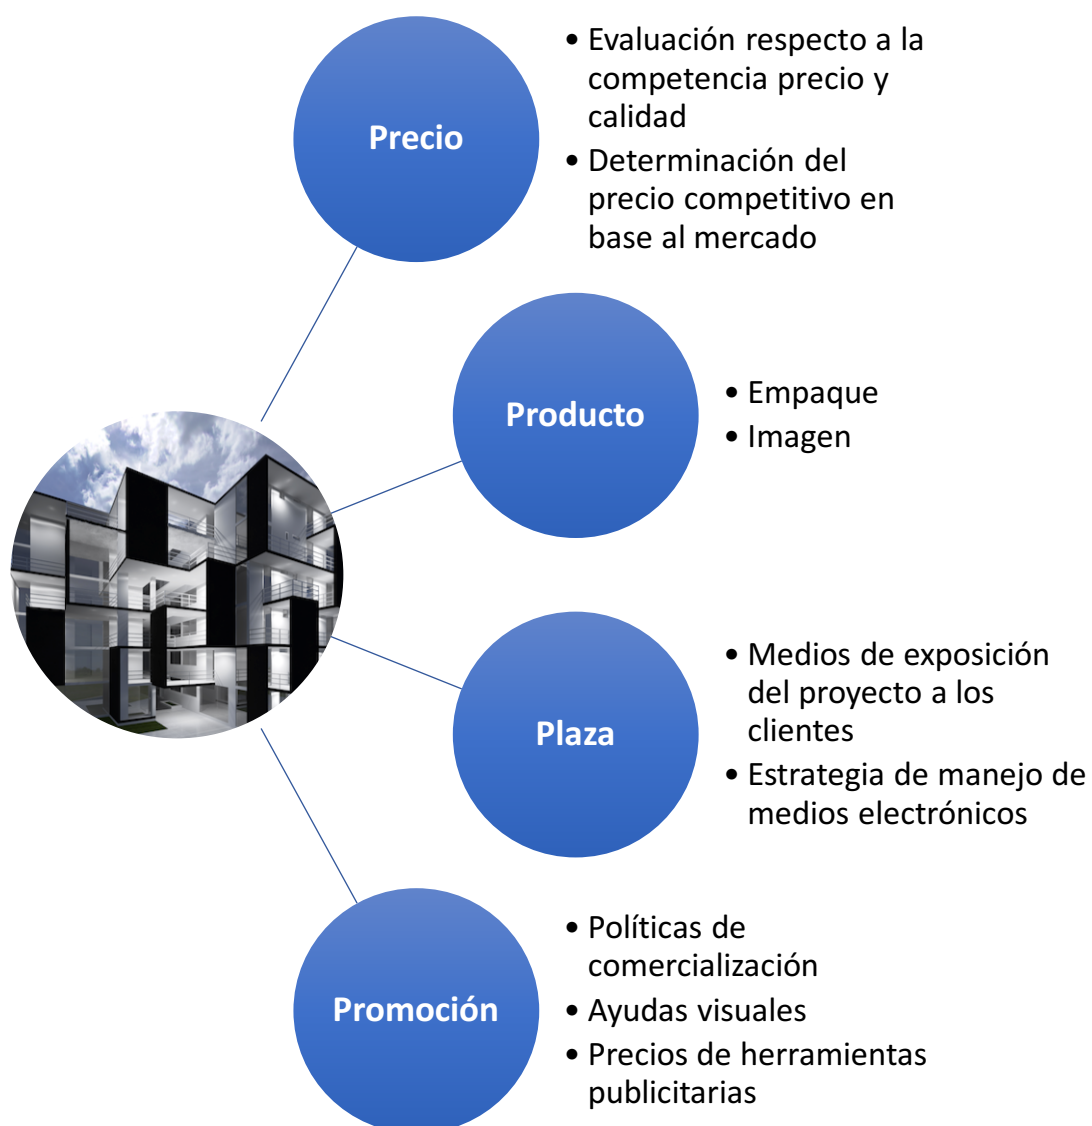 Precio
• Evaluación respecto a la
competencia precio y
calidad
• Determinación del
precio competitivo en
base al mercado
Producto
• Empaque
• Imagen
Plaza
• Medios de exposición
del proyecto a los
clientes
• Estrategia de manejo de
medios electrónicos
Promoción
• Políticas de
comercialización
• Ayudas visuales
• Precios de herramientas
publicitarias